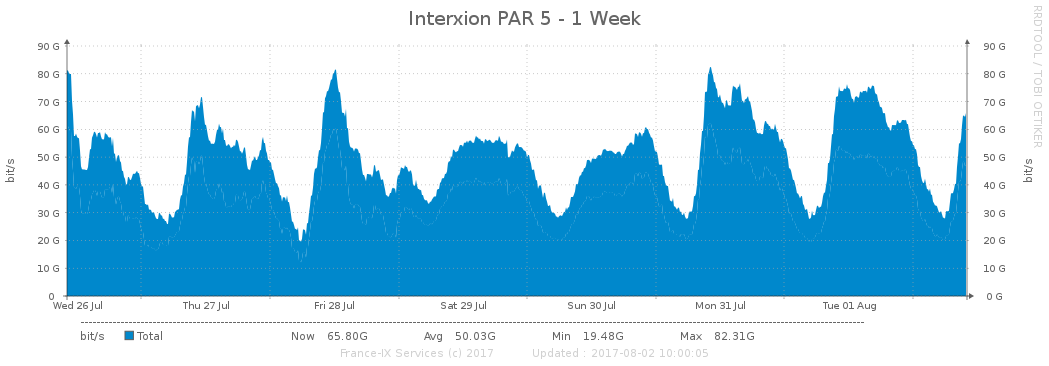 Interxion PAR 5 - 1 Week
RRDTOOL / TOBI OETIKER
bit/s
bit/s
90 G 90 G
80 G 80 G
70 G 70 G
60 G 60 G
50 G 50 G
40 G 40 G
30 G 30 G
20 G 20 G
10 G 10 G
0 0 G
Wed 26 Jul Thu 27 Jul Fri 28 Jul Sat 29 Jul Sun 30 Jul Mon 31 Jul Tue 01 Aug
bit/s Total Now 65.80G Avg 50.03G Min 19.48G Max 82.31G
France-IX Services (c) 2017 Updated : 2017-08-02 10:00:05